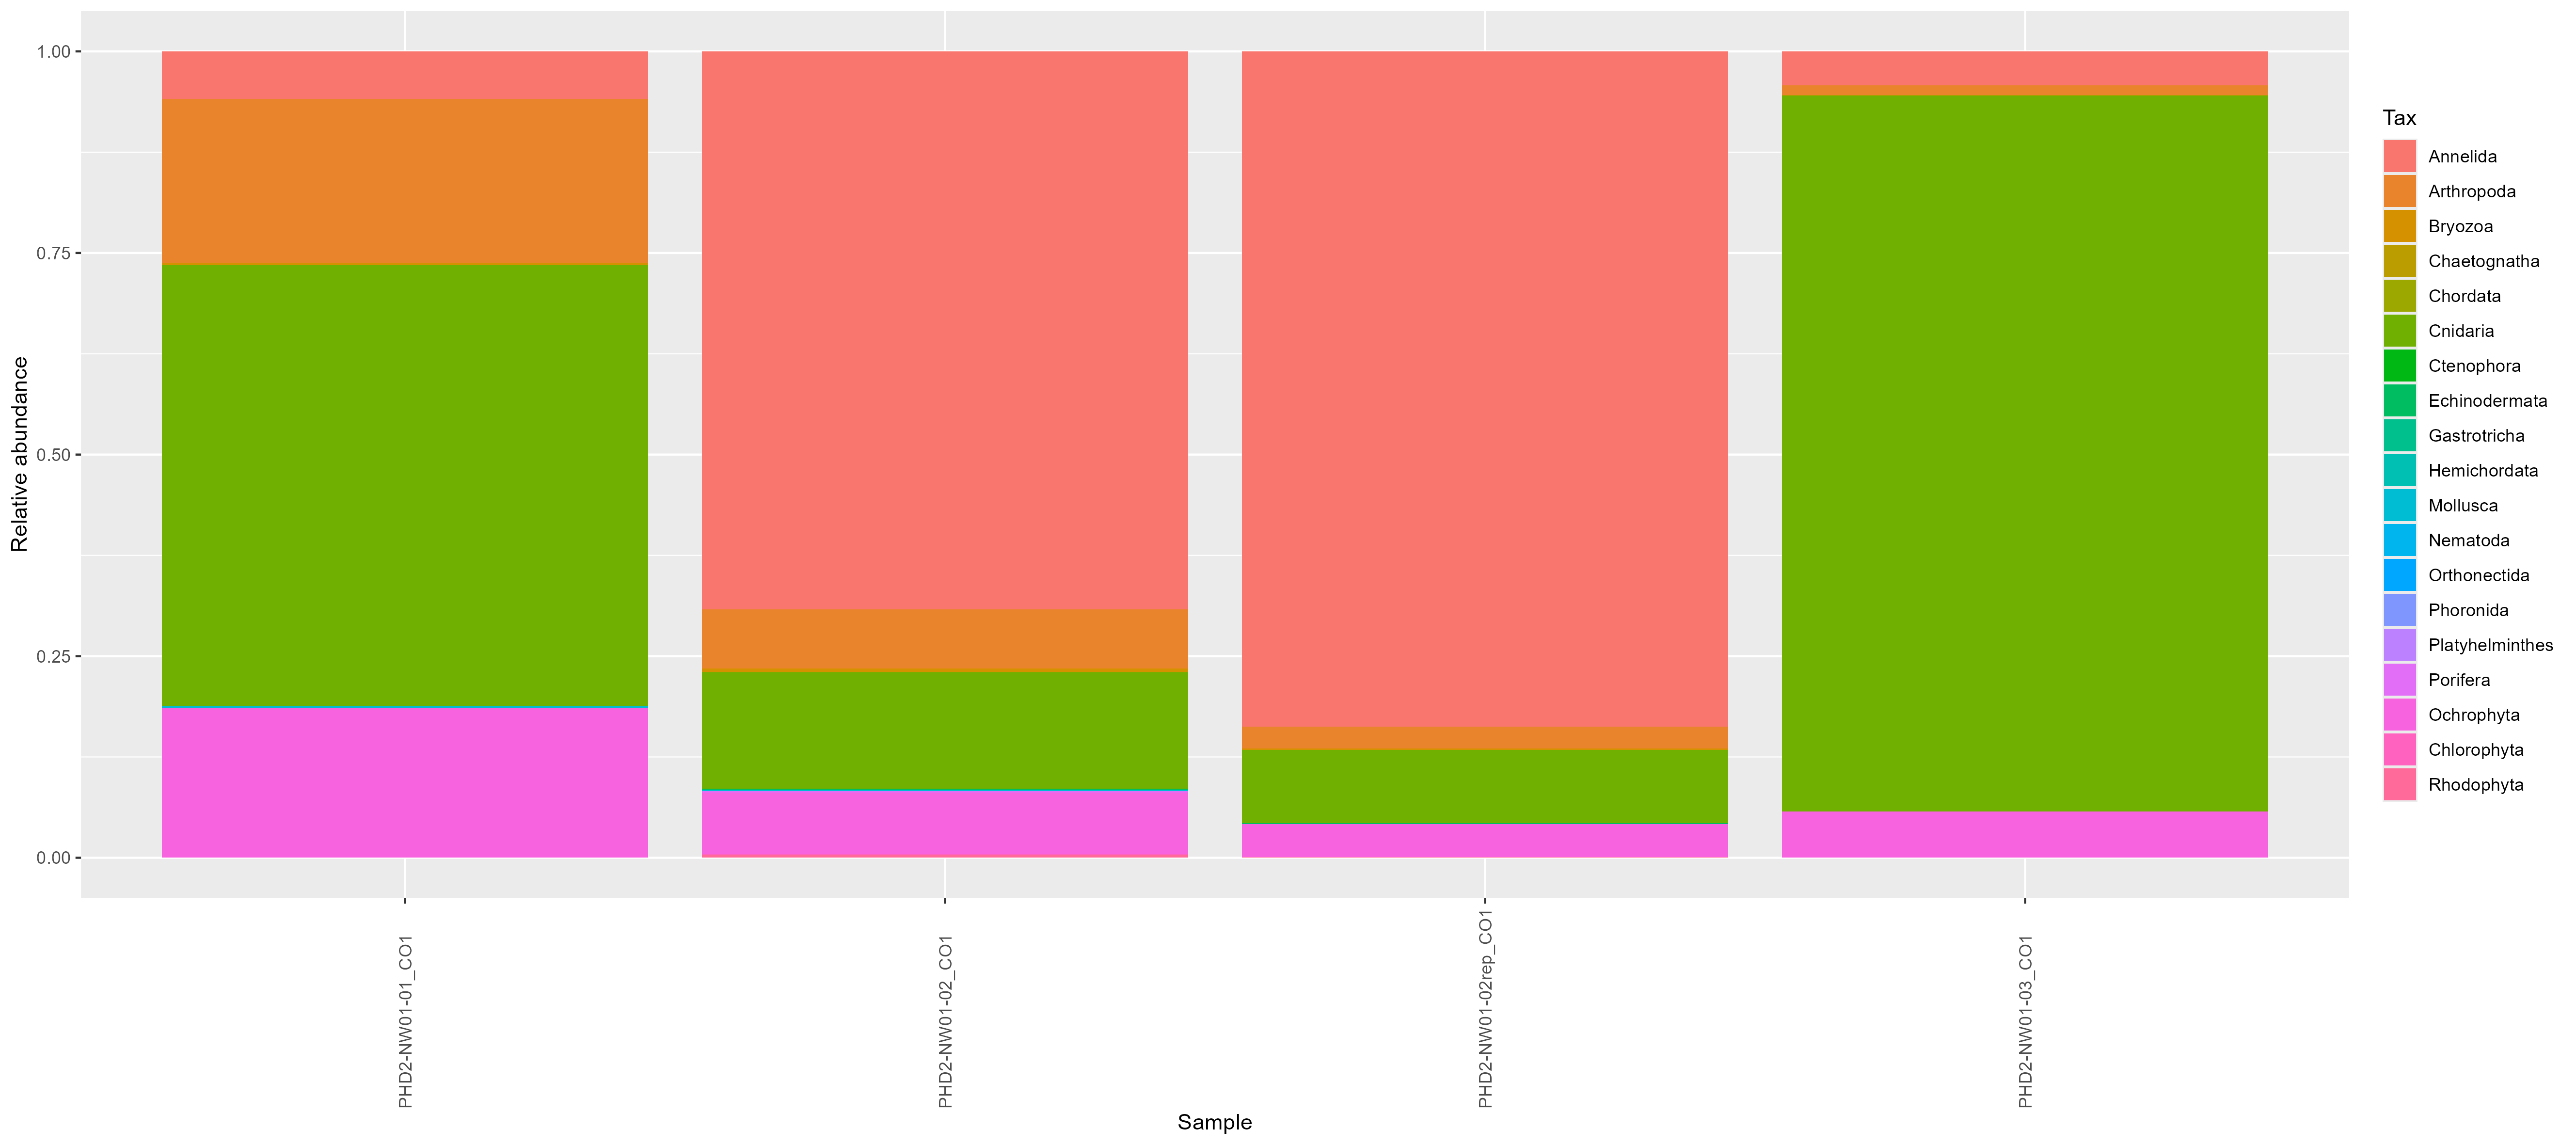 1.00
0.75
0.50
0.25
0.00
Relative abundance
PHD2-NW01-01_CO1
PHD2-NW01-02_CO1
PHD2-NW01-02rep_CO1
PHD2-NW01-03_CO1
Sample
Tax
Annelida
Arthropoda
Bryozoa
Chaetognatha
Chordata
Cnidaria
Ctenophora
Echinodermata
Gastrotricha
Hemichordata
Mollusca
Nematoda
Orthonectida
Phoronida
Platyhelminthes
Porifera
Ochrophyta
Chlorophyta
Rhodophyta